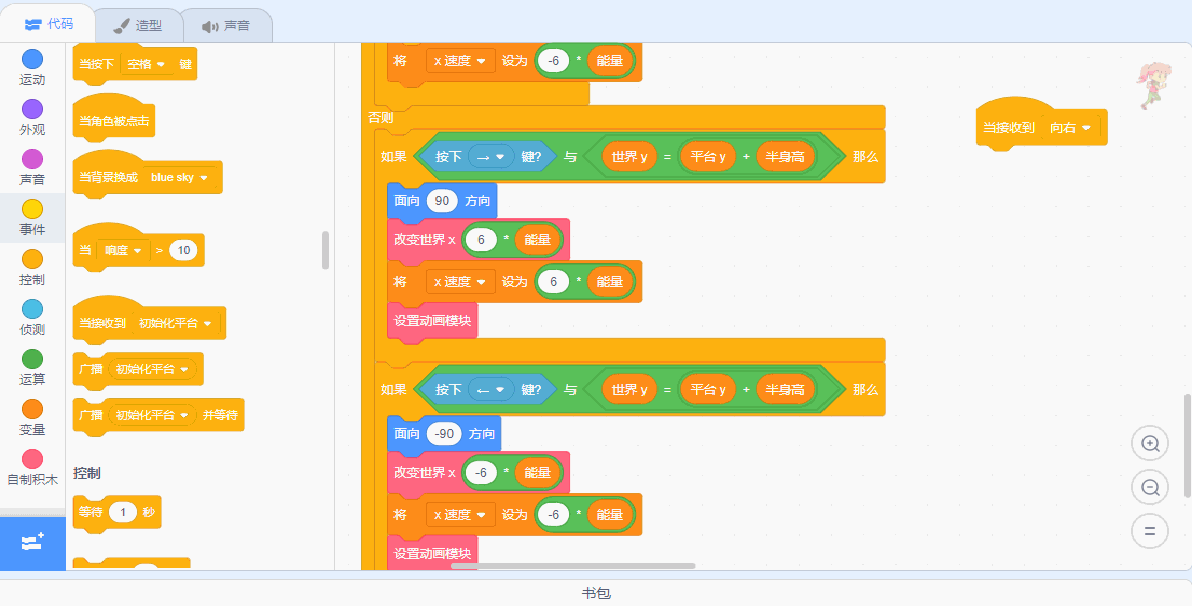 代码
造型
声音
运动
外观
声音
事件
控制
侦测
运算
变量
自制积木
当按下 空格 键
当角色被点击
当背景换成 blue sky
当 响度 > 10
当接收到 初始化平台
广播 初始化平台
广播 初始化平台 并等待
控制
等待 1 秒
将 x 速度 设为 -6 * 能量
否则
如果 按下 → 键? 与 世界 y = 平台 y + 半身高 那么
面向 90 方向
改变世界 x 6 * 能量
将 x 速度 设为 6 * 能量
设置动画模块
如果 按下 ← 键? 与 世界 y = 平台 y + 半身高 那么
面向 -90 方向
改变世界 x -6 * 能量
将 x 速度 设为 -6 * 能量
设置动画模块
当接收到 向右
书包